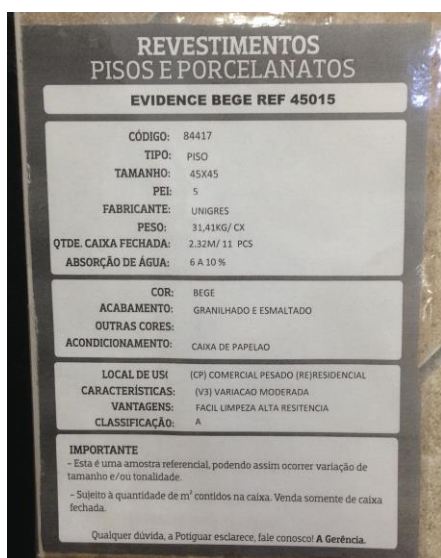 REVESTIMENTOS
PISOS E PORCELANATOS
EVIDENCE BEGE REF 45015
CÓDIGO: 84417
TIPO: PISO
TAMANHO: 45X45
PEI: 5
FABRICANTE: UNIGRES
PESO: 31,41KG/ CX
QTDE. CAIXA FECHADA: 2.32M/ 11 PCS
ABSORÇÃO DE ÁGUA: 6 A 10 %
COR: BEGE
ACABAMENTO: GRANILHADO E ESMALTADO
OUTRAS CORES:
ACONDICIONAMENTO: CAIXA DE PAPELAO
LOCAL DE US( (CP) COMERCIAL PESADO (RE)RESIDENCIAL
CARACTERÍSTICAS: (V3) VARIACAO MODERADA
VANTAGENS: FACIL LIMPEZA ALTA RESITENCIA
CLASSIFICAÇÃO: A
IMPORTANTE
- Esta é uma amostra referencial, podendo assim ocorrer variação de
tamanho e/ou tonalidade.
- Sujeito à quantidade de m² contidos na caixa. Venda somente de caixa
fechada.
Qualquer dúvida, a Potiguar esclarece, fale conosco! A Gerência.